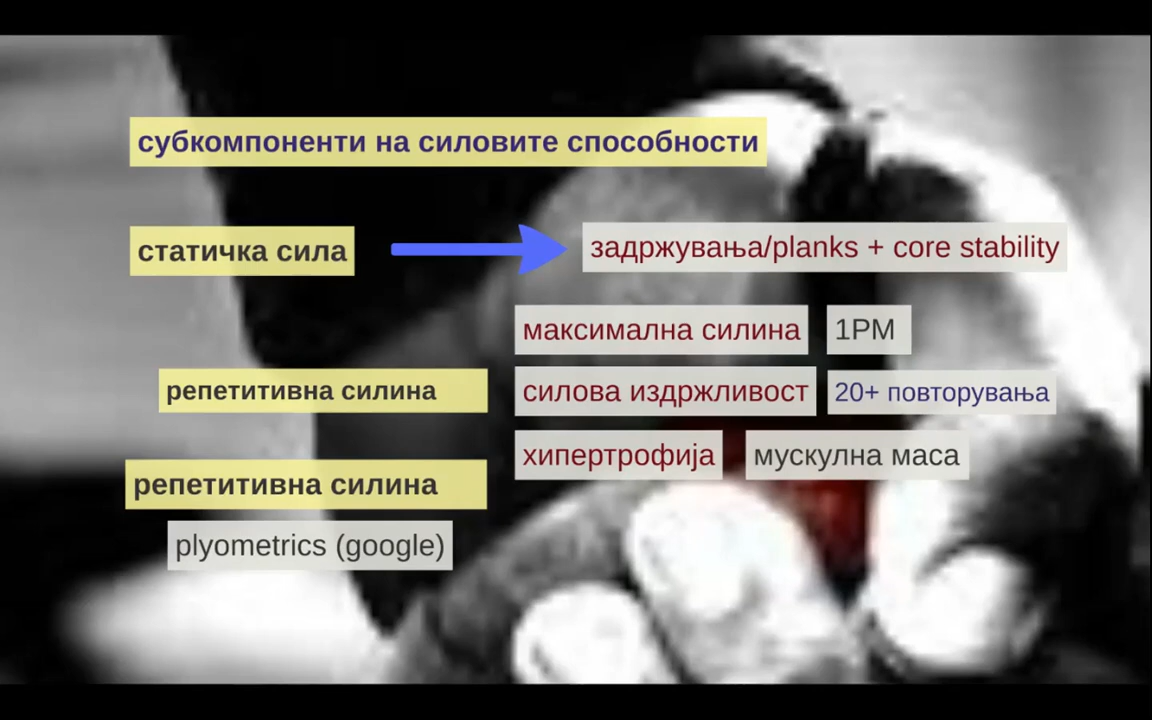 субкомпоненти на силовите способности
статичка сила
задржувања/planks + core stability
максимална силина 1РМ
репетитивна силина
силова издржливост 20+ повторувања
хипертрофија мускулна маса
репетитивна силина
plyometrics (google)